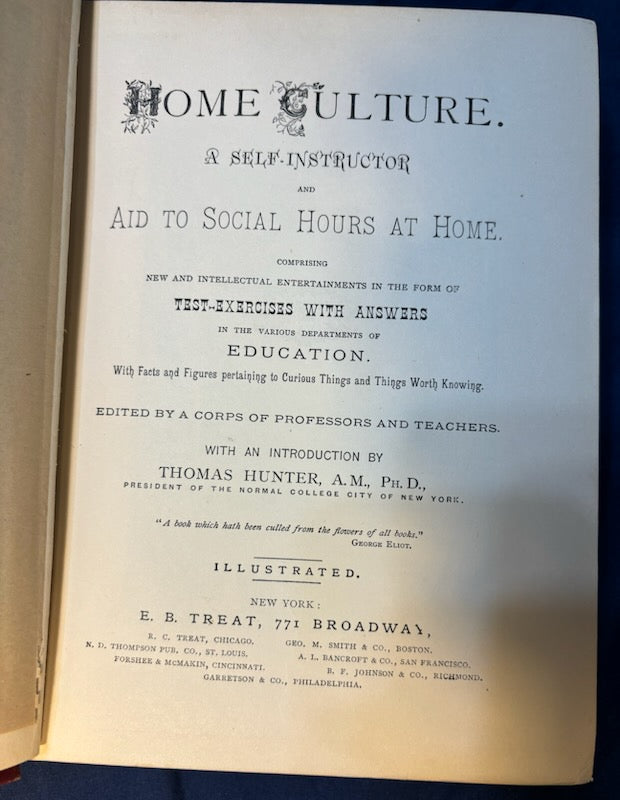 HOME CULTURE.
A SELF-INSTRUCTOR
AND
AID TO SOCIAL HOURS AT HOME.
COMPRISING
NEW AND INTELLECTUAL ENTERTAINMENTS IN THE FORM OF
TEST-EXERCISES WITH ANSWERS
IN THE VARIOUS DEPARTMENTS OF
EDUCATION.
With Facts and Figures pertaining to Curious Things and Things Worth Knowing.
EDITED BY A CORPS OF PROFESSORS AND TEACHERS.
WITH AN INTRODUCTION BY
THOMAS HUNTER, A.M., PH.D.,
PRESIDENT OF THE NORMAL COLLEGE CITY OF NEW YORK.
"A book which hath been culled from the flowers of all books."
GEORGE ELIOT.
ILLUSTRATED.
NEW YORK:
E. B. TREAT, 771 BROADWAY,
R. C. TREAT, CHICAGO. GEO. M. SMITH & CO., BOSTON.
N. D. THOMPSON PUB. CO., ST. LOUIS. A. L. BANCROFT & CO., SAN FRANCISCO.
FORSHEE & MCMAKIN, CINCINNATI. B. F. JOHNSON & CO., RICHMOND.
GARRETSON & CO., PHILADELPHIA.